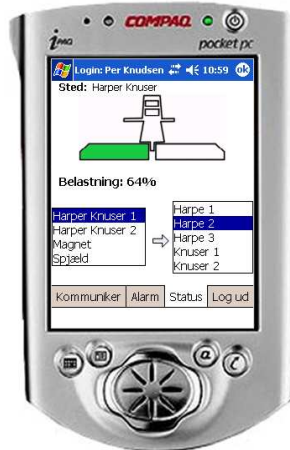 COMPAQ
iPAQ
pocket pc
Login: Per Knudsen 10:59 ok
Sted: Harper Knuser
Belastning: 64%
Harper Knuser 1
Harper Knuser 2
Magnet
Spjæld
Harpe 1
Harpe 2
Harpe 3
Knuser 1
Knuser 2
Kommuniker Alarm Status Log ud